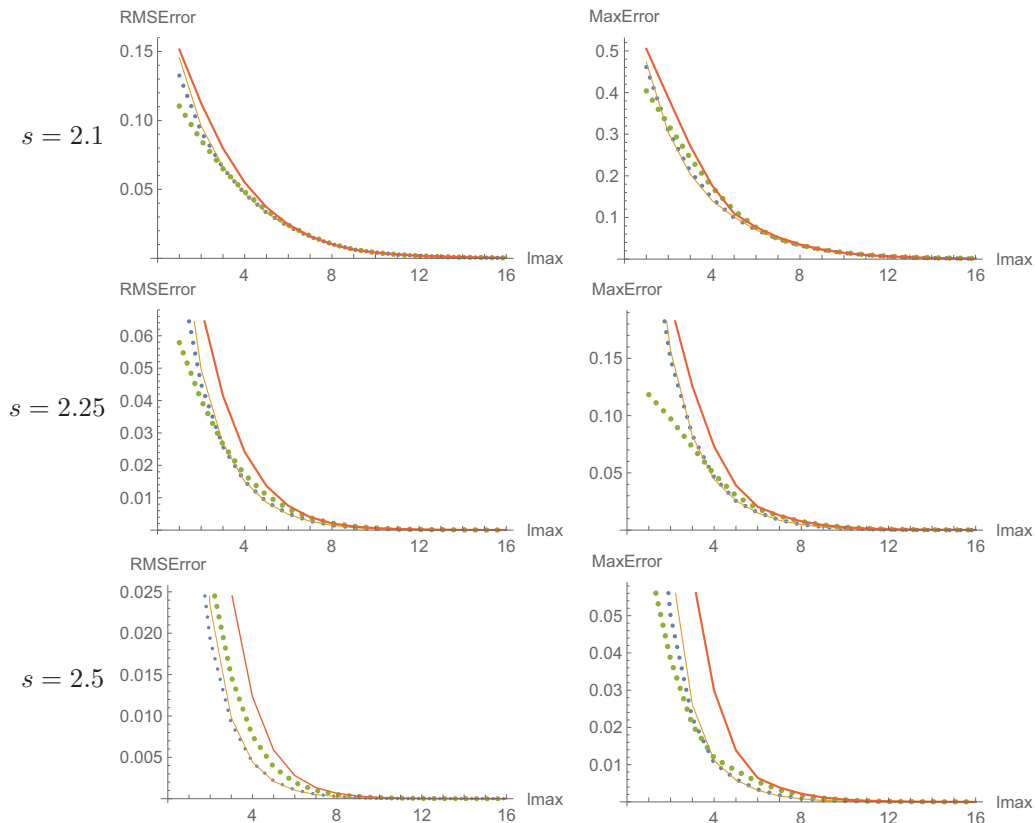 RMSError
0.15
0.10
0.05
4 8 12 16 lmax
MaxError
0.5
0.4
0.3
0.2
0.1
4 8 12 16 lmax
s = 2.1
RMSError
0.06
0.05
0.04
0.03
0.02
0.01
4 8 12 16 lmax
MaxError
0.15
0.10
0.05
4 8 12 16 lmax
s = 2.25
RMSError
0.025
0.020
0.015
0.010
0.005
4 8 12 16 lmax
MaxError
0.05
0.04
0.03
0.02
0.01
4 8 12 16 lmax
s = 2.5